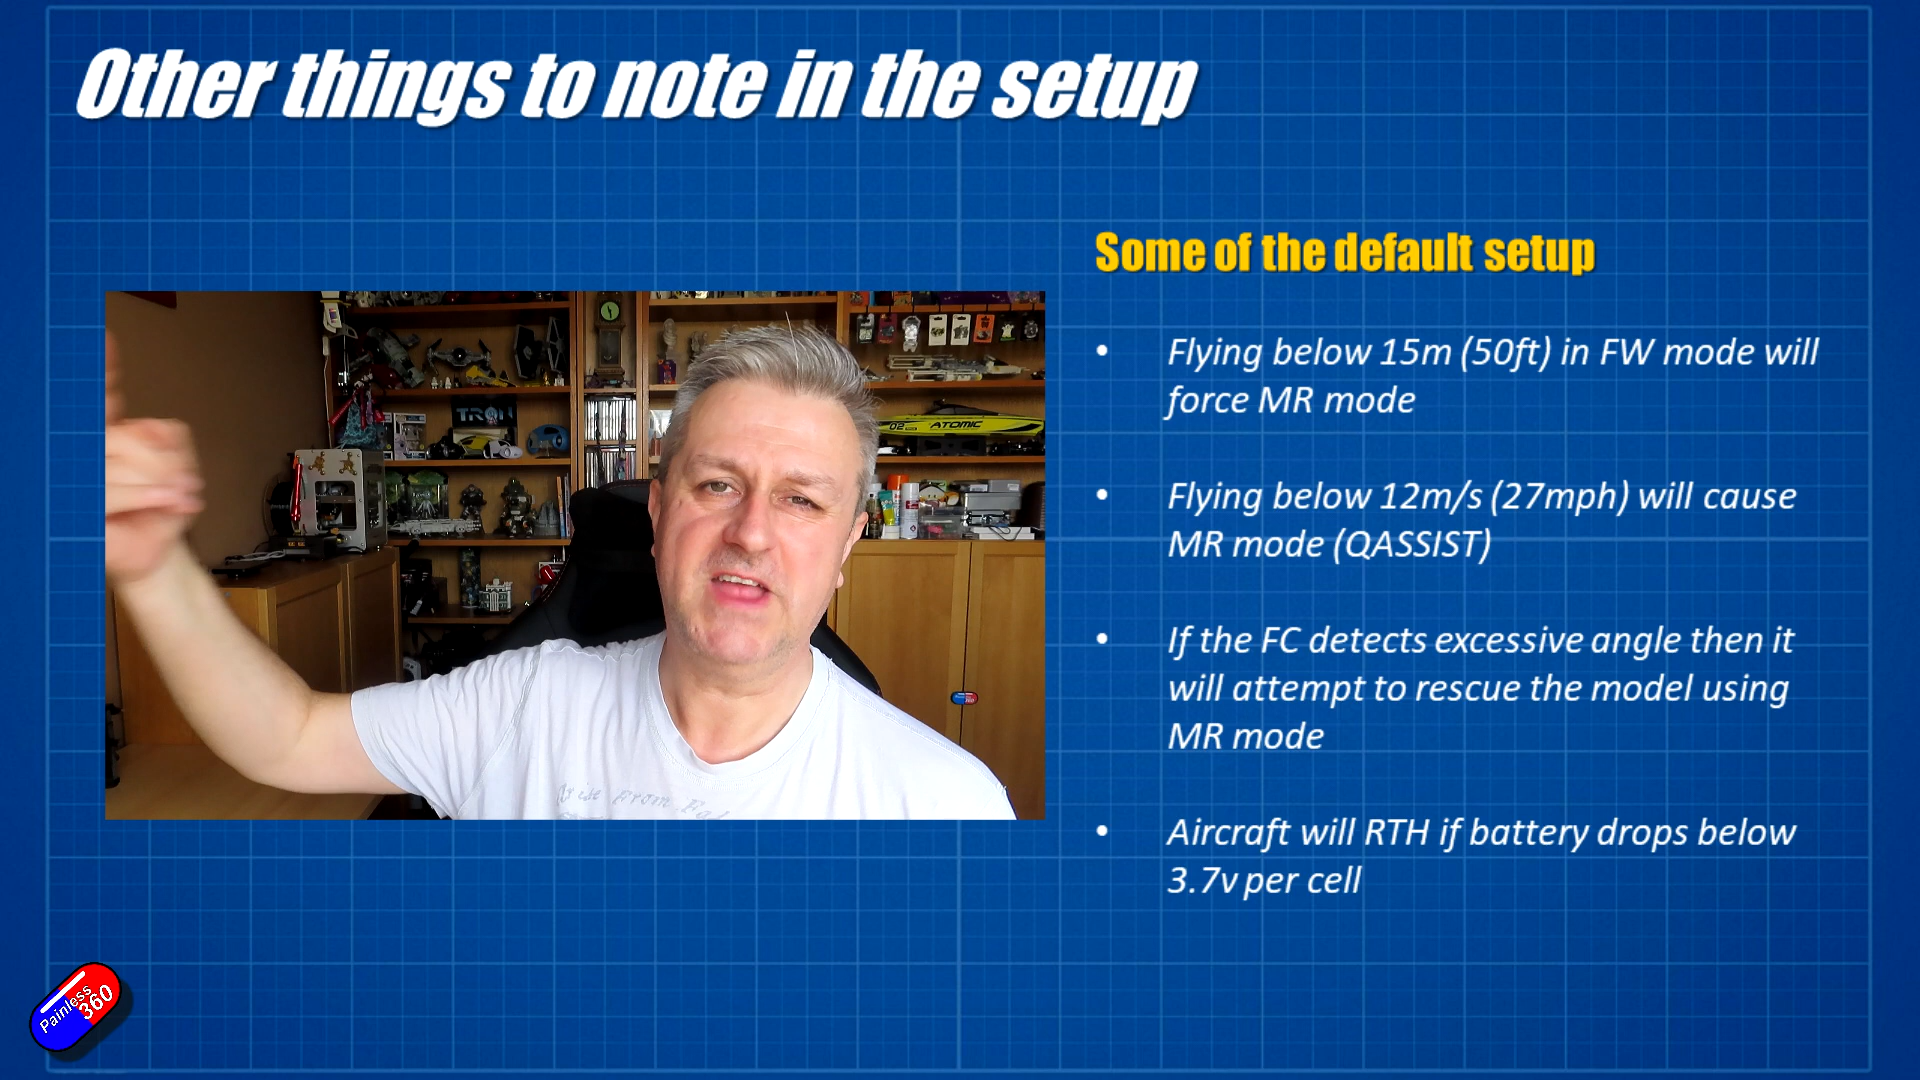 Other things to note in the setup
Some of the default setup
• Flying below 15m (50ft) in FW mode will
force MR mode
• Flying below 12m/s (27mph) will cause
MR mode (QASSIST)
• If the FC detects excessive angle then it
will attempt to rescue the model using
MR mode
• Aircraft will RTH if battery drops below
3.7v per cell
TRON
02
ATOMIC
Painless
360